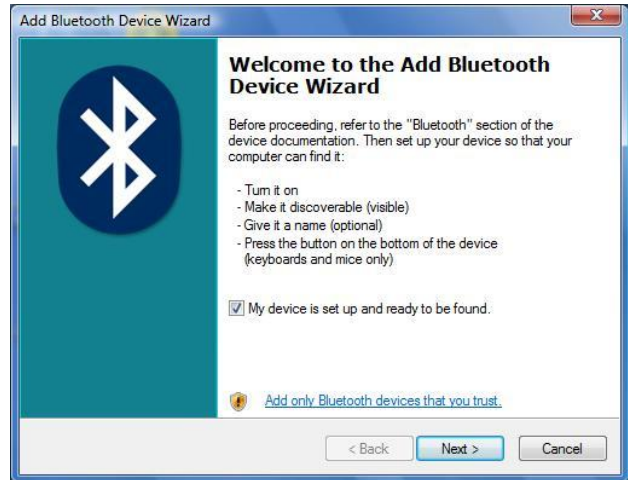 Add Bluetooth Device Wizard
Welcome to the Add Bluetooth
Device Wizard
Before proceeding, refer to the "Bluetooth" section of the
device documentation. Then set up your device so that your
computer can find it:
- Turn it on
- Make it discoverable (visible)
- Give it a name (optional)
- Press the button on the bottom of the device
(keyboards and mice only)
My device is set up and ready to be found.
Add only Bluetooth devices that you trust.
< Back Next > Cancel